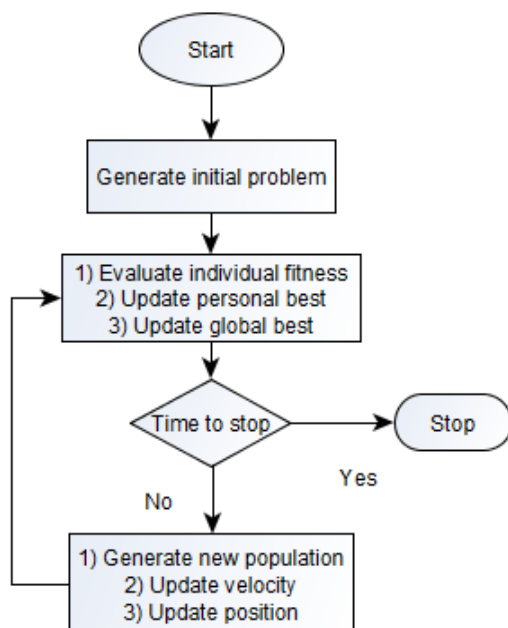 Start
Generate initial problem
1) Evaluate individual fitness
2) Update personal best
3) Update global best
Time to stop
Stop
Yes
No
1) Generate new population
2) Update velocity
3) Update position